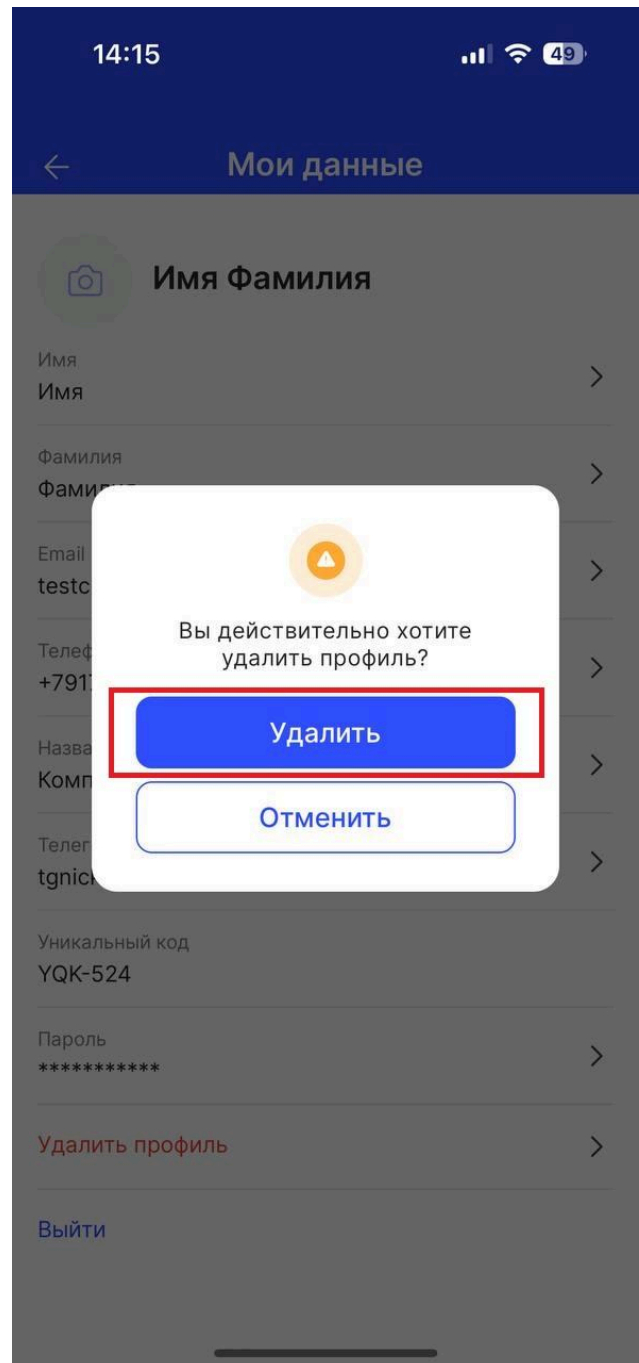 14:15
49
Мои данные
Имя Фамилия
Имя
Имя
Фамилия
Email
Вы действительно хотите
удалить профиль?
+791
Удалить
Отменить
Уникальный код
YQK-524
Пароль
***********
Удалить профиль
Выйти